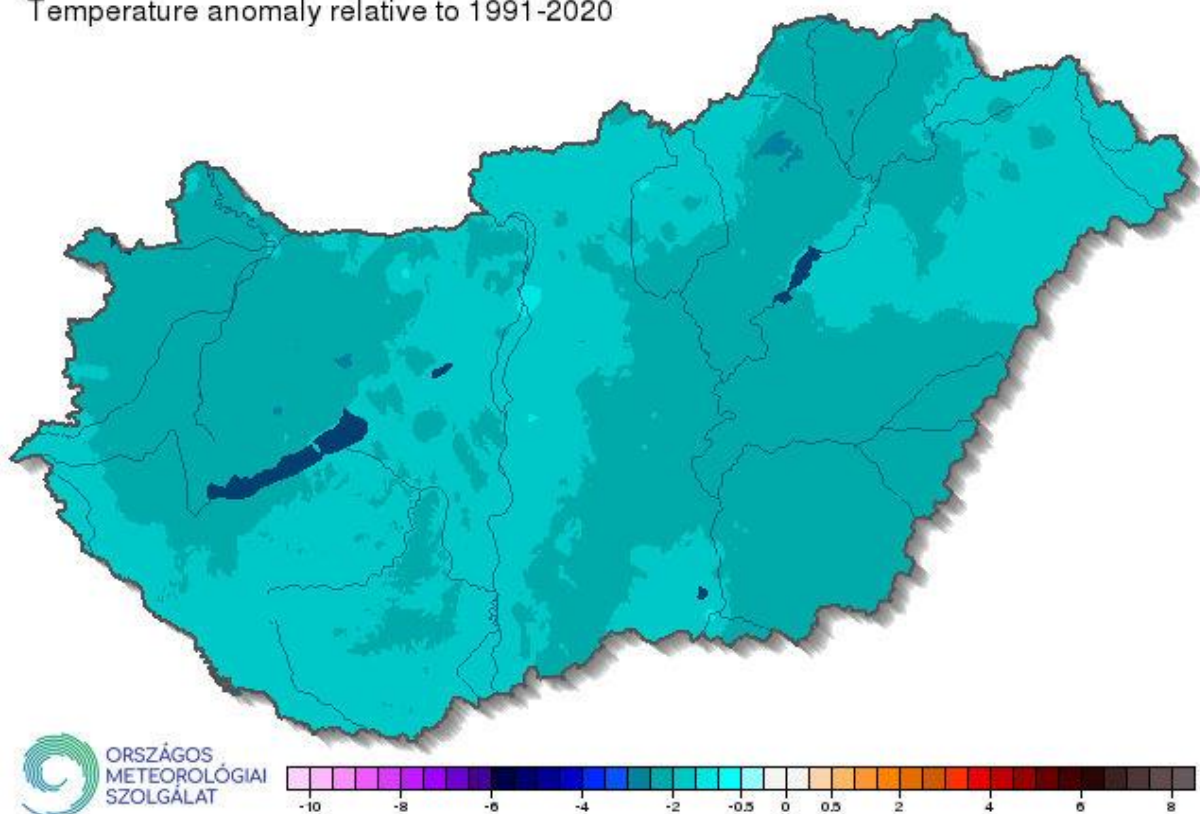 Temperature anomaly relative to 1991-2020
ORSZÁGOS
METEOROLÓGIAI
SZOLGÁLAT
-10 -8 -6 -4 -2 -0.5 0 0.5 2 4 6 8